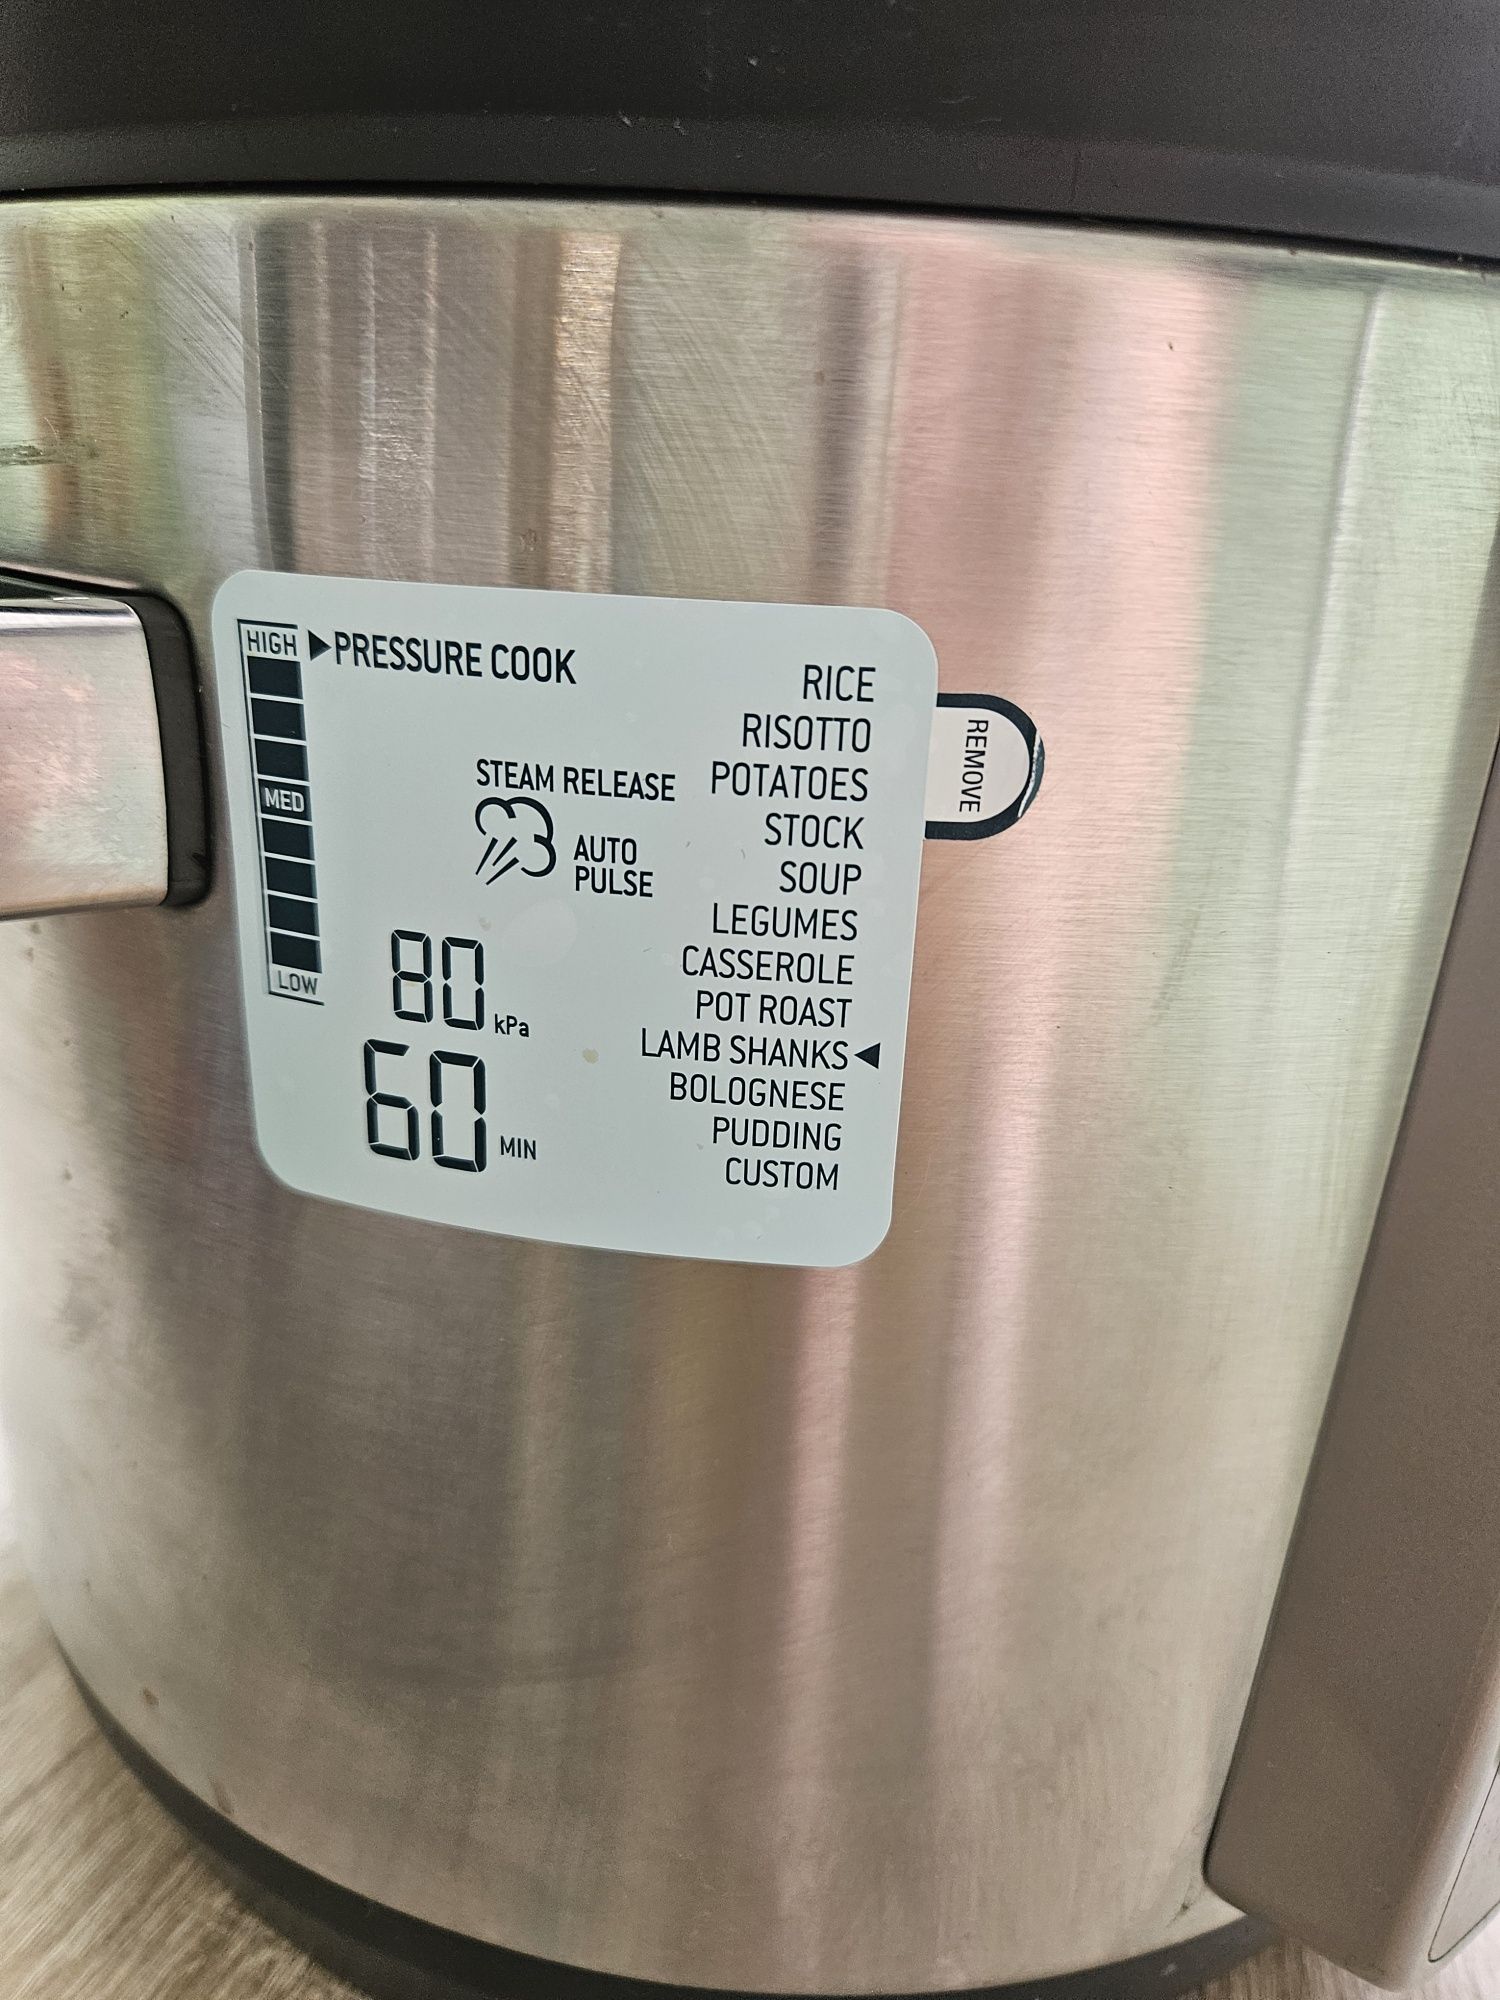 HIGH
MED
LOW
▶PRESSURE COOK
STEAM RELEASE
AUTO
PULSE
80 kPa
60 MIN
RICE
RISOTTO
POTATOES
STOCK
SOUP
LEGUMES
CASSEROLE
POT ROAST
LAMB SHANKS◀
BOLOGNESE
PUDDING
CUSTOM
REMOVE